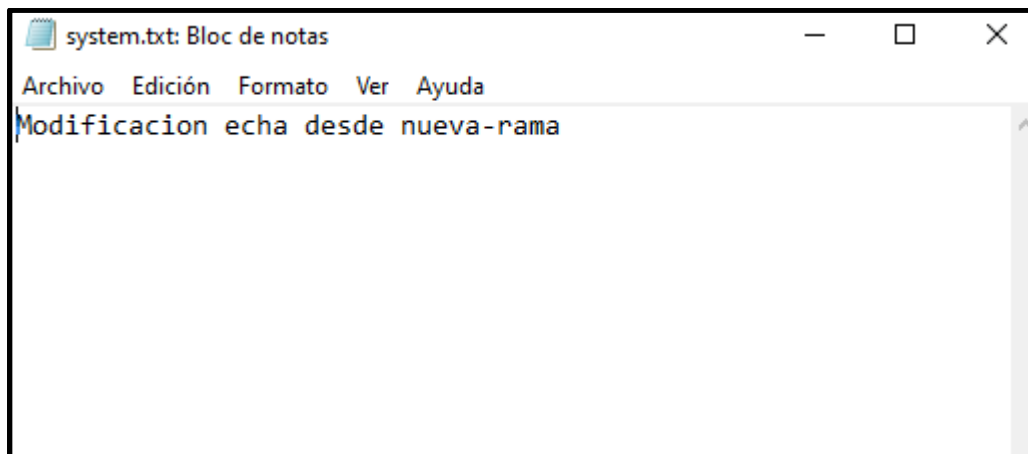 system.txt: Bloc de notas
Archivo Edición Formato Ver Ayuda
Modificacion echa desde nueva-rama